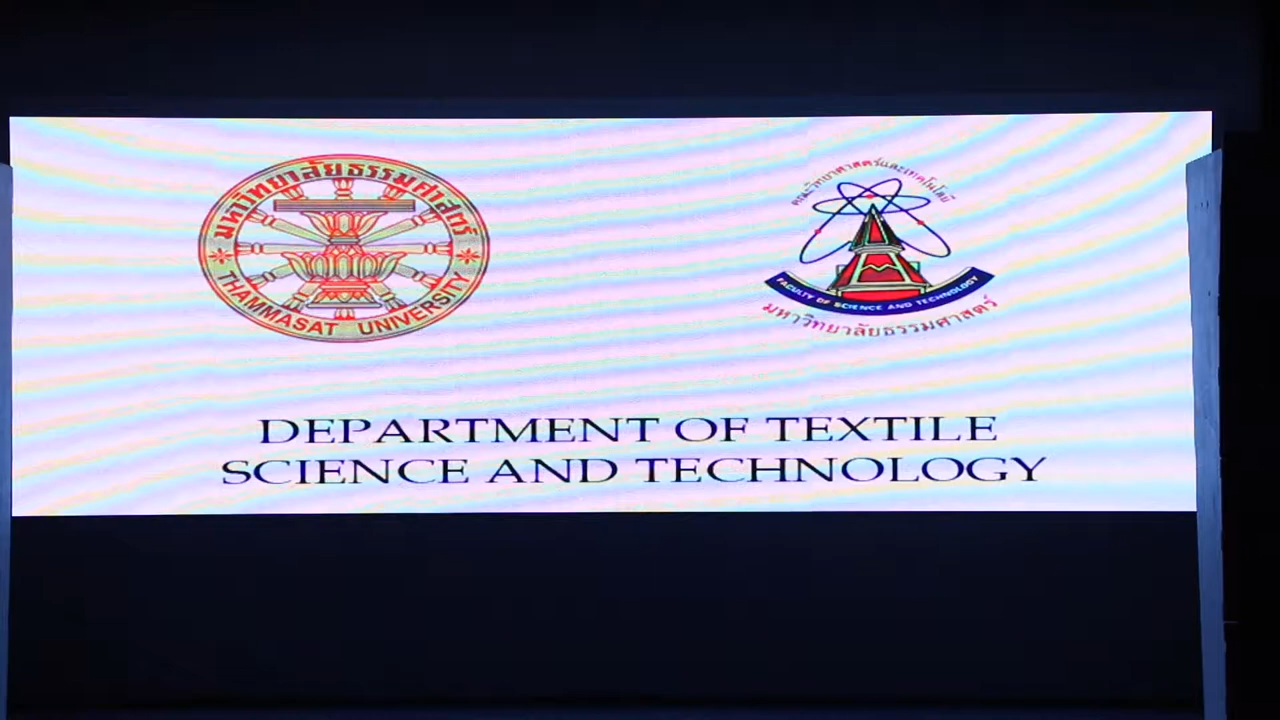 มหาวิทยาลัยธรรมศาสตร์
THAMMASAT UNIVERSITY
คณะวิทยาศาสตร์และเทคโนโลยี
FACULTY OF SCIENCE AND TECHNOLOGY
มหาวิทยาลัยธรรมศาสตร์
DEPARTMENT OF TEXTILE
SCIENCE AND TECHNOLOGY